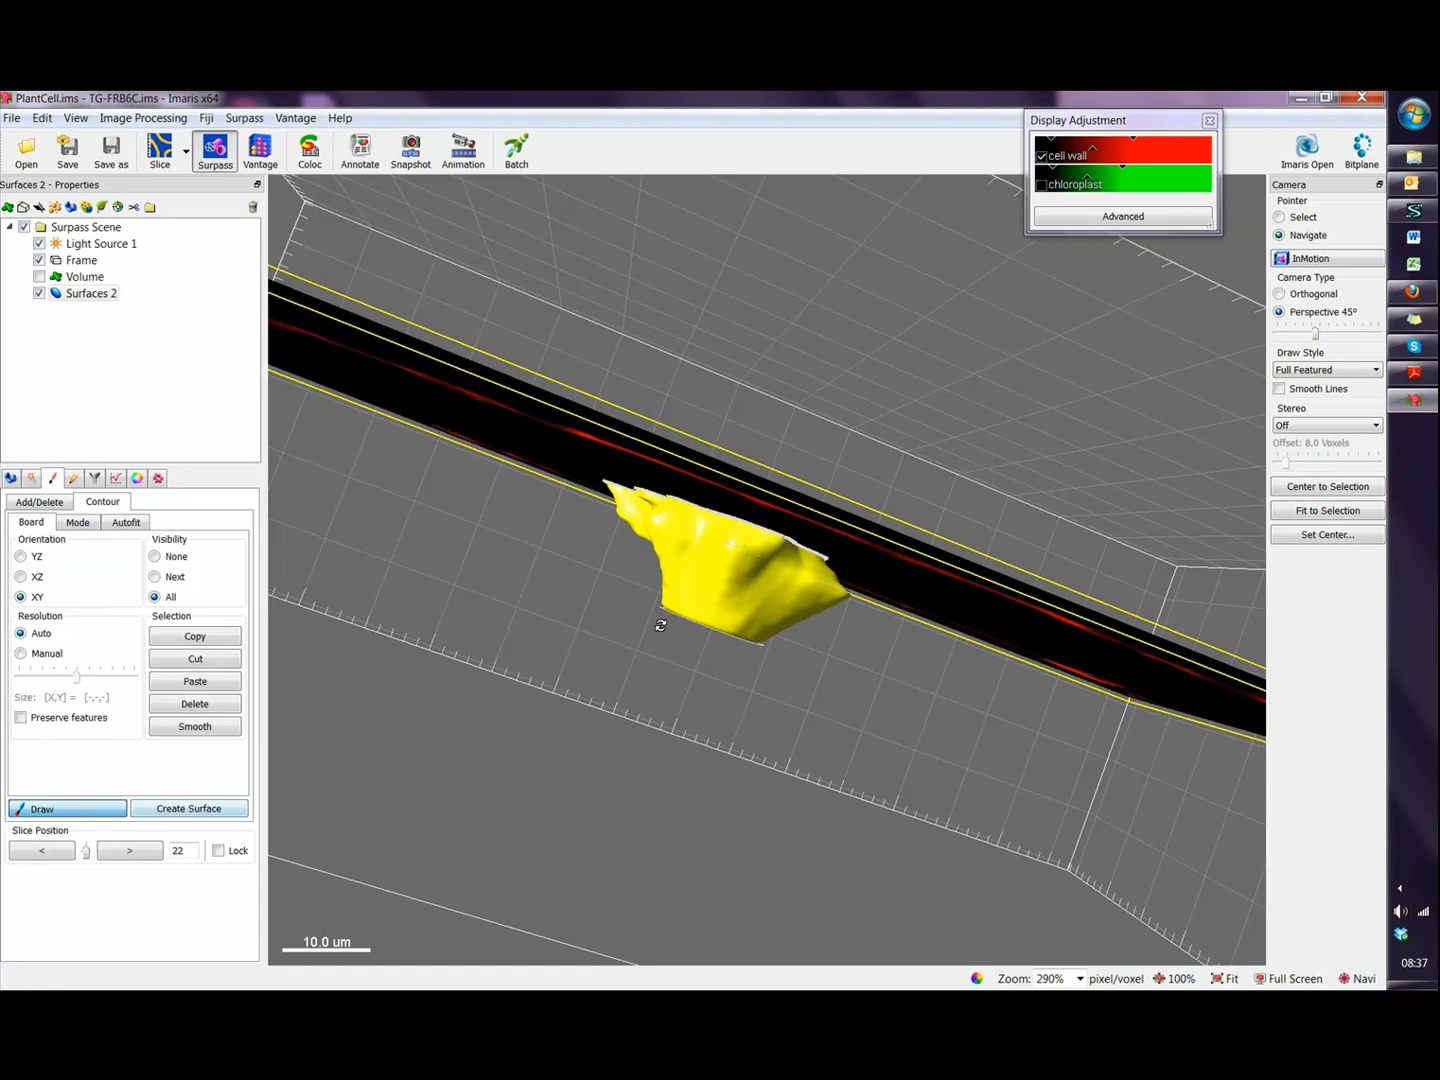 PlantCell.ims - TG-FRB6C.ims - Imaris x64
File Edit View Image Processing Fiji Surpass Vantage Help
Open Save Save as Slice Surpass Vantage Coloc Annotate Snapshot Animation Batch
Imaris Open Bitplane
Display Adjustment
cell wall
chloroplast
Advanced
Surfaces 2 - Properties
Surpass Scene
Light Source 1
Frame
Volume
Surfaces 2
Add/Delete Contour
Board Mode Autofit
Orientation Visibility
YZ None
XZ Next
XY All
Resolution Selection
Auto Copy
Manual Cut
Paste
Size: [X,Y] = [-,-,-] Delete
Preserve features Smooth
Draw Create Surface
Slice Position
< > 22 Lock
10.0 um
Camera
Pointer
Select
Navigate
InMotion
Camera Type
Orthogonal
Perspective 45º
Draw Style
Full Featured
Smooth Lines
Stereo
Off
Offset: 8.0 Voxels
Center to Selection
Fit to Selection
Set Center...
Zoom: 290% pixel/voxel 100% Fit Full Screen Navi
08:37